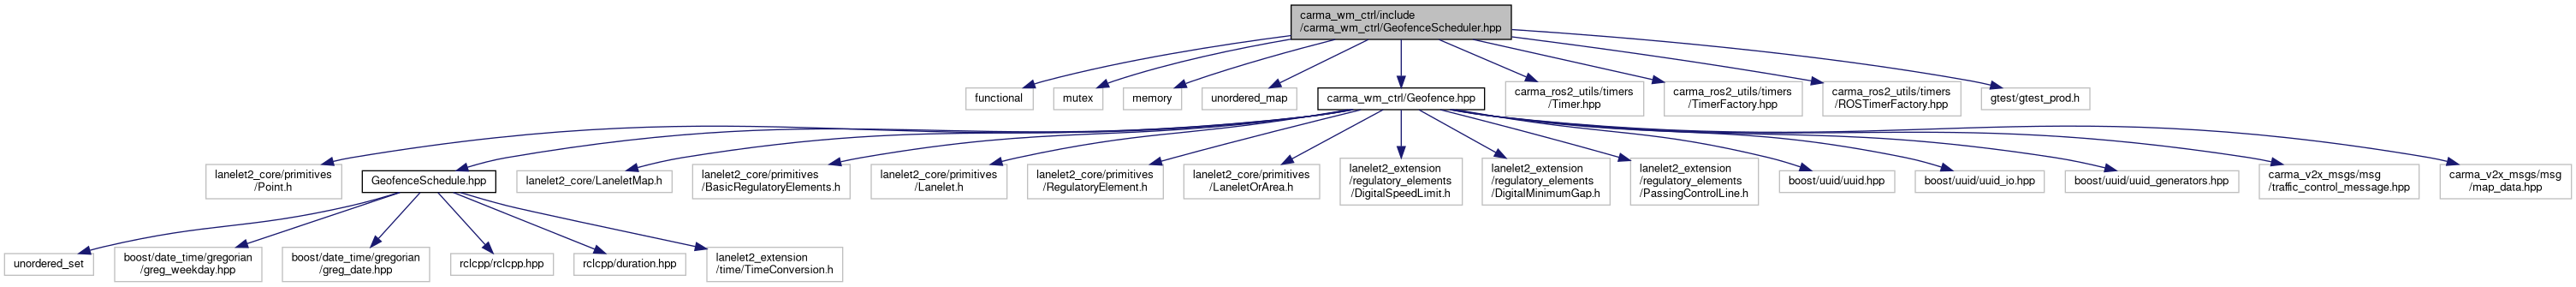 carma_wm_ctrl/include
/carma_wm_ctrl/GeofenceScheduler.hpp
functional
mutex
memory
unordered_map
carma_wm_ctrl/Geofence.hpp
carma_ros2_utils/timers
/Timer.hpp
carma_ros2_utils/timers
/TimerFactory.hpp
carma_ros2_utils/timers
/ROSTimerFactory.hpp
gtest/gtest_prod.h
lanelet2_core/primitives
/Point.h
GeofenceSchedule.hpp
lanelet2_core/LaneletMap.h
lanelet2_core/primitives
/BasicRegulatoryElements.h
lanelet2_core/primitives
/Lanelet.h
lanelet2_core/primitives
/RegulatoryElement.h
lanelet2_core/primitives
/LaneletOrArea.h
lanelet2_extension
/regulatory_elements
/DigitalSpeedLimit.h
lanelet2_extension
/regulatory_elements
/DigitalMinimumGap.h
lanelet2_extension
/regulatory_elements
/PassingControlLine.h
boost/uuid/uuid.hpp
boost/uuid/uuid_io.hpp
boost/uuid/uuid_generators.hpp
carma_v2x_msgs/msg
/traffic_control_message.hpp
carma_v2x_msgs/msg
/map_data.hpp
unordered_set
boost/date_time/gregorian
/greg_weekday.hpp
boost/date_time/gregorian
/greg_date.hpp
rclcpp/rclcpp.hpp
rclcpp/duration.hpp
lanelet2_extension
/time/TimeConversion.h